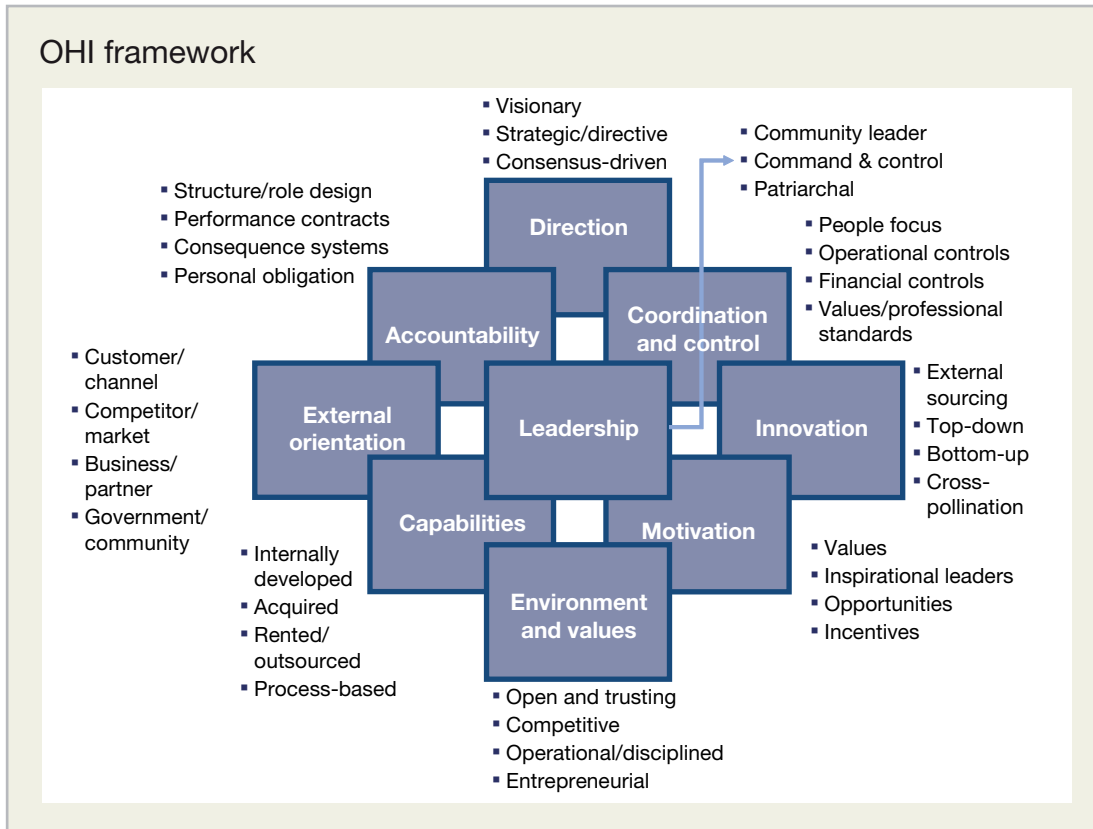 OHI framework
▪ Visionary
▪ Strategic/directive
▪ Consensus-driven
▪ Community leader
▪ Command & control
▪ Patriarchal
▪ Structure/role design
▪ Performance contracts
▪ Consequence systems
▪ Personal obligation
Direction
▪ People focus
▪ Operational controls
▪ Financial controls
▪ Values/professional
standards
Accountability
Coordination
and control
▪ Customer/
channel
▪ Competitor/
market
▪ Business/
partner
▪ Government/
community
External
orientation
Leadership
Innovation
▪ External
sourcing
▪ Top-down
▪ Bottom-up
▪ Cross-
pollination
Capabilities
Motivation
▪ Internally
developed
▪ Acquired
▪ Rented/
outsourced
▪ Process-based
Environment
and values
▪ Values
▪ Inspirational leaders
▪ Opportunities
▪ Incentives
▪ Open and trusting
▪ Competitive
▪ Operational/disciplined
▪ Entrepreneurial